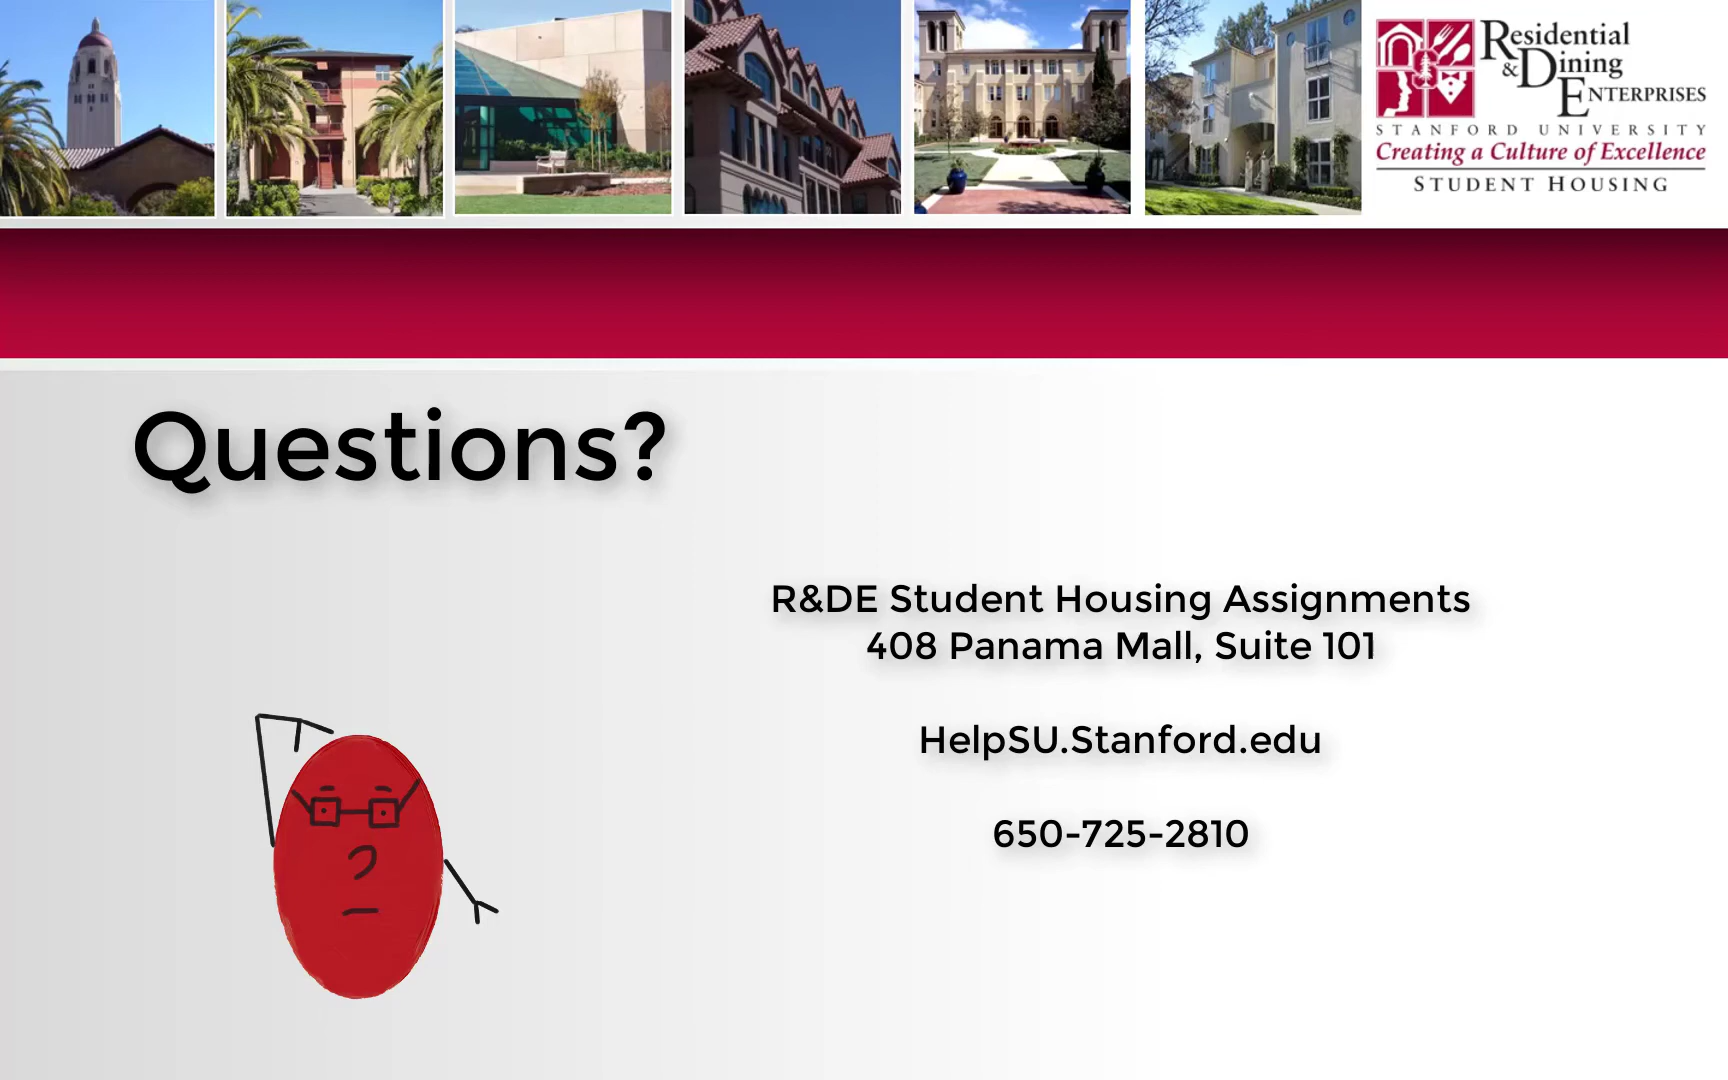 Residential
& Dining
Enterprises
STANFORD UNIVERSITY
Creating a Culture of Excellence
STUDENT HOUSING
Questions?
R&DE Student Housing Assignments
408 Panama Mall, Suite 101
HelpSU.Stanford.edu
650-725-2810